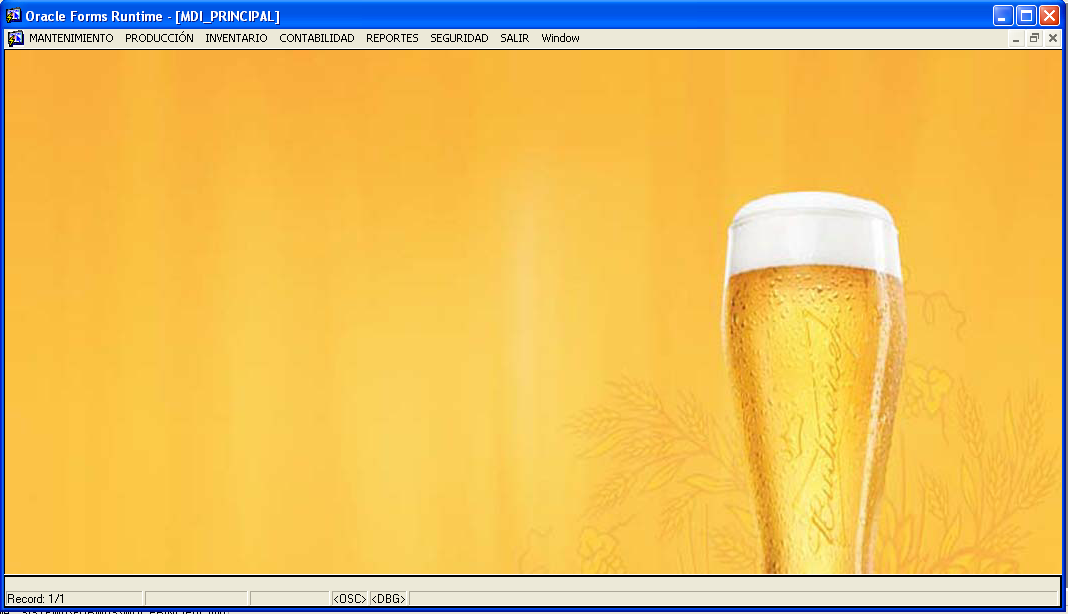 Oracle Forms Runtime - [MDI_PRINCIPAL]
MANTENIMIENTO PRODUCCIÓN INVENTARIO CONTABILIDAD REPORTES SEGURIDAD SALIR Window
Record: 1/1 <OSC> <DBG>